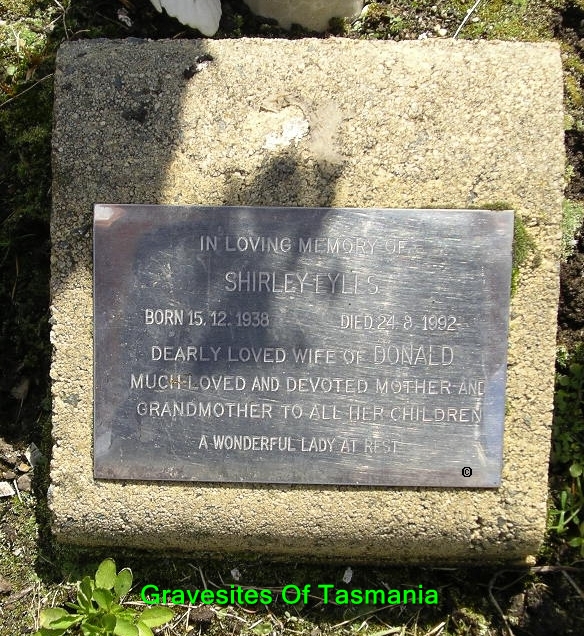 IN LOVING MEMORY OF
SHIRLEY EYLES
BORN 15. 12. 1938 DIED 24. 8. 1992
DEARLY LOVED WIFE OF DONALD
MUCH LOVED AND DEVOTED MOTHER AND
GRANDMOTHER TO ALL HER CHILDREN
A WONDERFUL LADY AT REST
©
Gravesites Of Tasmania